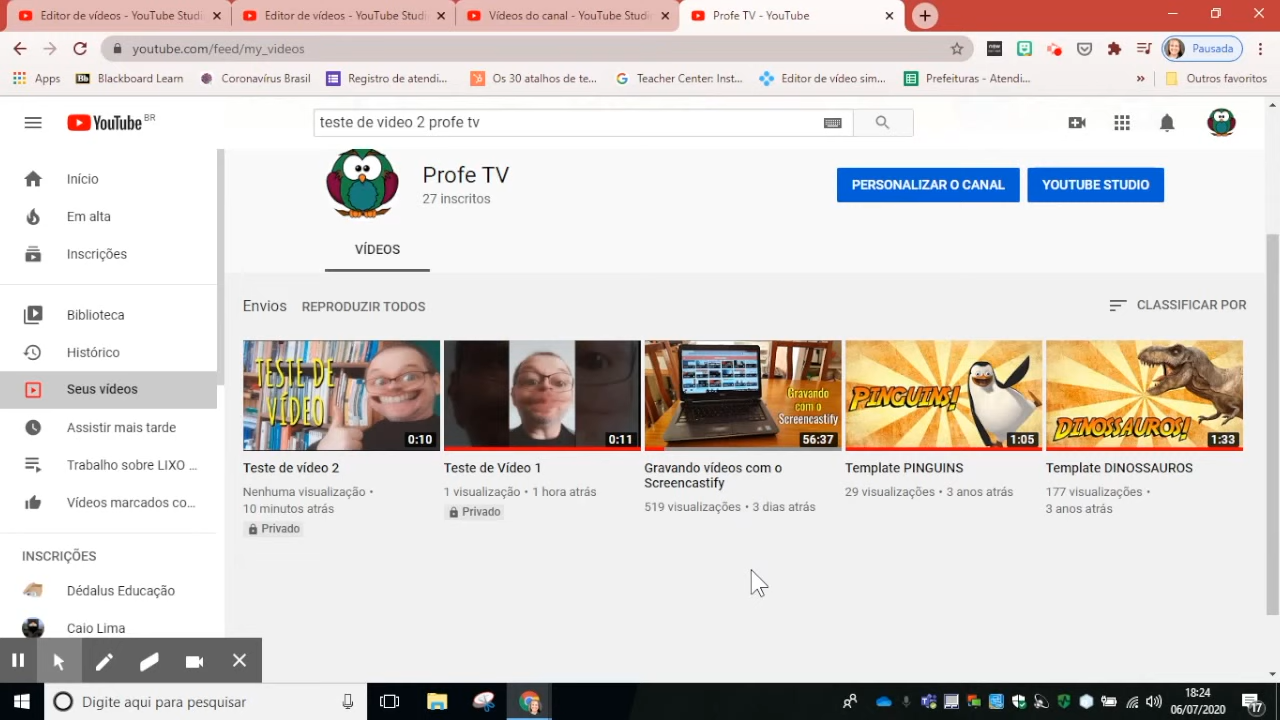 Editor de vídeos - YouTube Studi
Editor de vídeos - YouTube Studi
Vídeos do canal - YouTube Studi
Profe TV - YouTube
youtube.com/feed/my_videos
Pausada
Apps
Bb
Blackboard Learn
Coronavírus Brasil
Registro de atendi...
Os 30 atalhos de te...
Teacher Center: Inst...
Editor de vídeo sim...
Prefeituras - Atendi...
»
Outros favoritos
YouTube BR
teste de video 2 profe tv
Início
Em alta
Inscrições
Biblioteca
Histórico
Seus vídeos
Assistir mais tarde
Trabalho sobre LIXO ...
Vídeos marcados co...
INSCRIÇÕES
Dédalus Educação
Caio Lima
Profe TV
27 inscritos
PERSONALIZAR O CANAL
YOUTUBE STUDIO
VÍDEOS
Envios
REPRODUZIR TODOS
CLASSIFICAR POR
TESTE DE
VÍDEO
0:10
Teste de vídeo 2
Nenhuma visualização •
10 minutos atrás
Privado
0:11
Teste de Vídeo 1
1 visualização • 1 hora atrás
Privado
Gravando
com o
Screencastify
56:37
Gravando vídeos com o
Screencastify
519 visualizações • 3 dias atrás
PINGUINS!
1:05
Template PINGUINS
29 visualizações • 3 anos atrás
DINOSSAUROS!
1:33
Template DINOSSAUROS
177 visualizações •
3 anos atrás
Digite aqui para pesquisar
18:24
06/07/2020
17